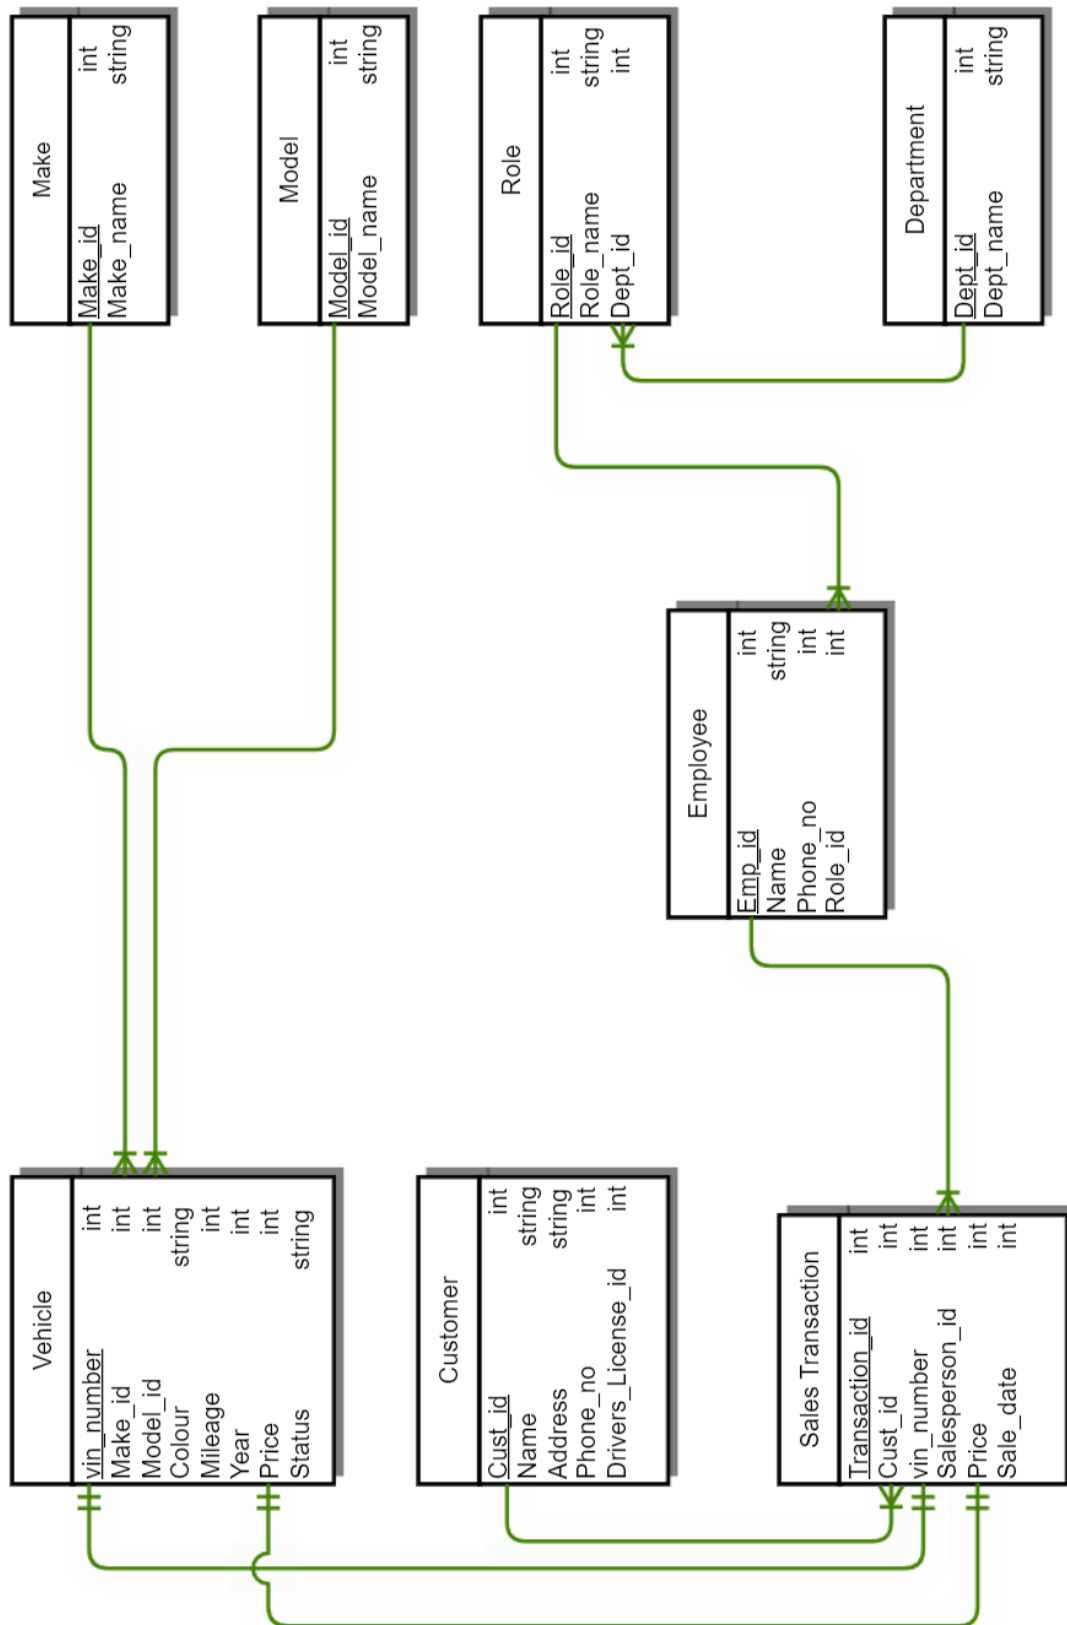 Make
Make_id int
Make_name string
Model
Model_id int
Model_name string
Role
Role_id int
Role_name string
Dept_id int
Department
Dept_id int
Dept_name string
Employee
Emp_id int
Name string
Phone_no int
Role_id int
Vehicle
vin_number int
Make_id int
Model_id int
Colour string
Mileage int
Year int
Price int
Status string
Customer
Cust_id int
Name string
Address string
Phone_no int
Drivers_License_id int
Sales Transaction
Transaction_id int
Cust_id int
vin_number int
Salesperson_id int
Price int
Sale_date int